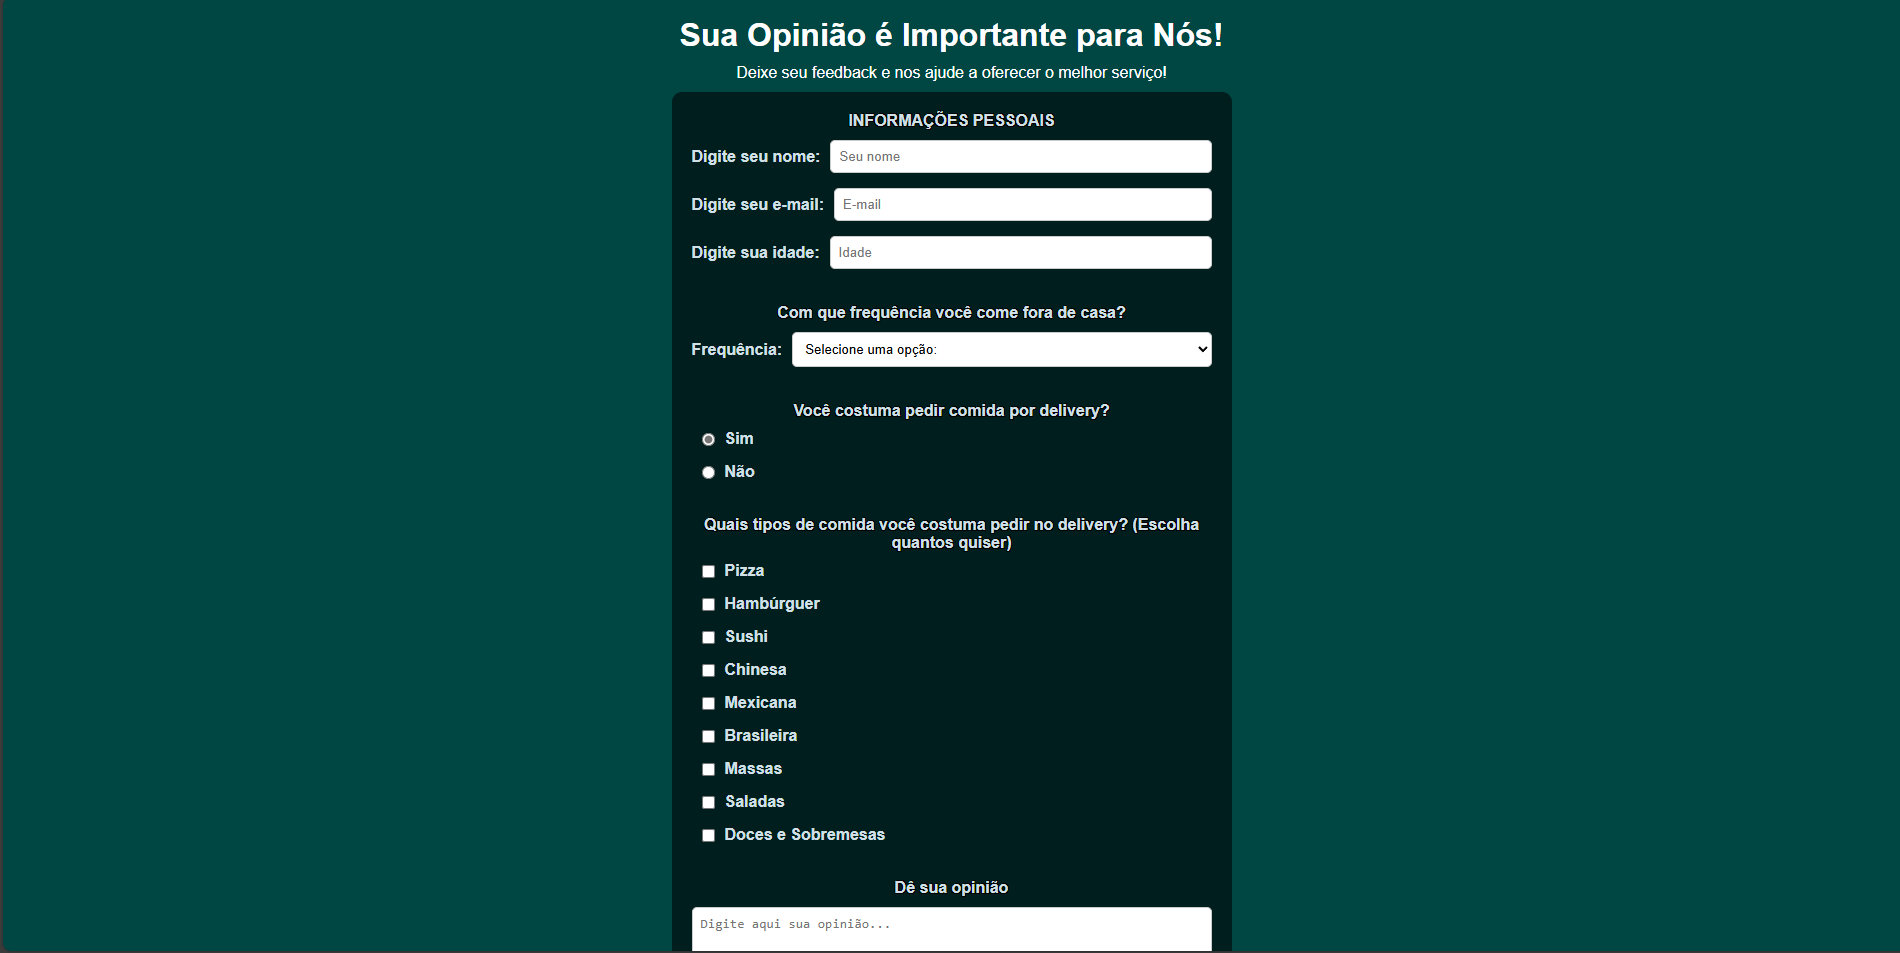 Sua Opinião é Importante para Nós!
Deixe seu feedback e nos ajude a oferecer o melhor serviço!
INFORMAÇÕES PESSOAIS
Digite seu nome: Seu nome
Digite seu e-mail: E-mail
Digite sua idade: Idade
Com que frequência você come fora de casa?
Frequência: Selecione uma opção:
Você costuma pedir comida por delivery?
Sim
Não
Quais tipos de comida você costuma pedir no delivery? (Escolha
quantos quiser)
Pizza
Hambúrguer
Sushi
Chinesa
Mexicana
Brasileira
Massas
Saladas
Doces e Sobremesas
Dê sua opinião
Digite aqui sua opinião...